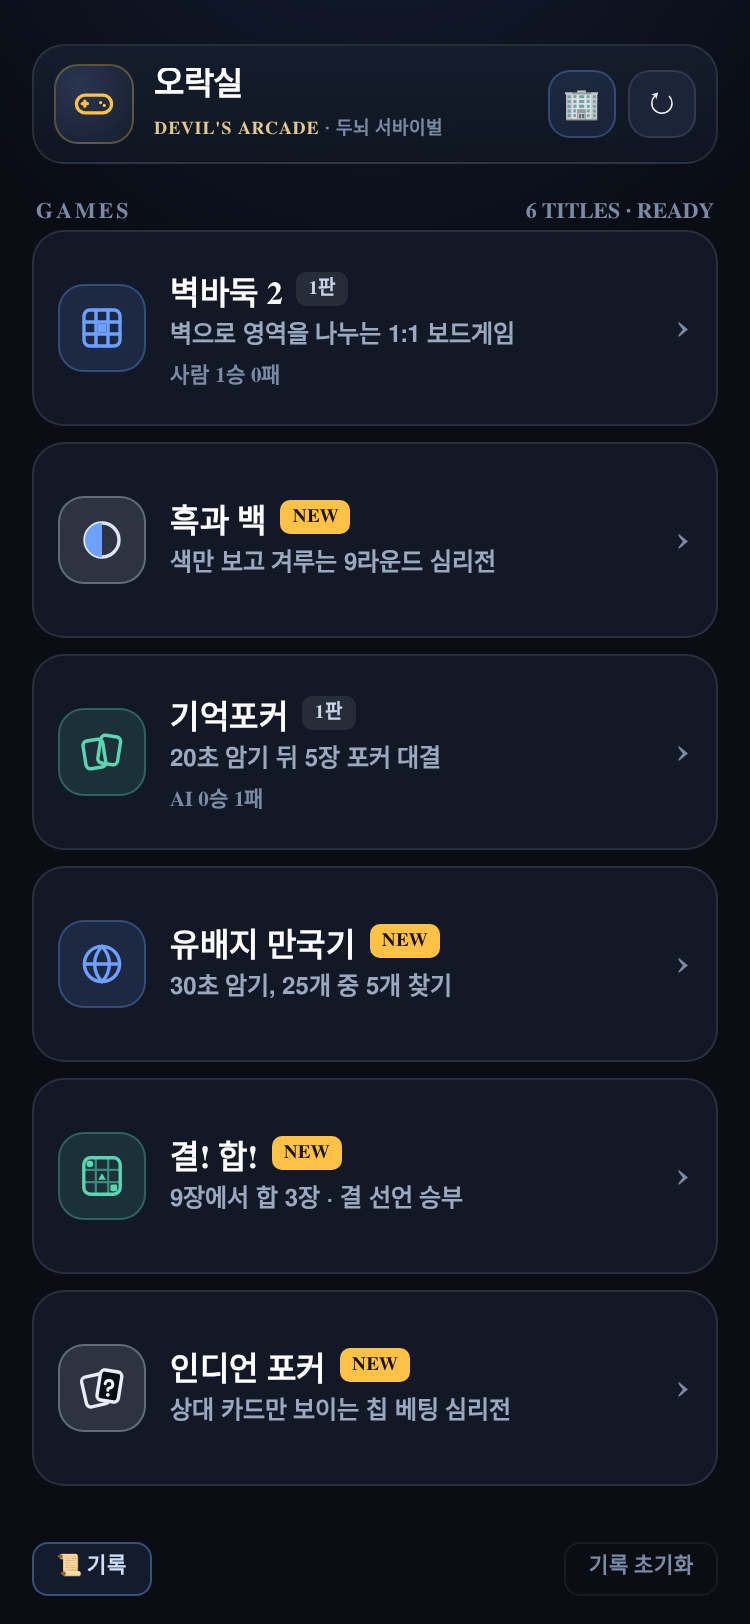 오락실
DEVIL'S ARCADE · 두뇌 서바이벌
GAMES
6 TITLES · READY
벽바둑 2 1판
벽으로 영역을 나누는 1:1 보드게임
사람 1승 0패
흑과 백 NEW
색만 보고 겨루는 9라운드 심리전
기억포커 1판
20초 암기 뒤 5장 포커 대결
AI 0승 1패
유배지 만국기 NEW
30초 암기, 25개 중 5개 찾기
결! 합! NEW
9장에서 합 3장 · 결 선언 승부
?
인디언 포커 NEW
상대 카드만 보이는 칩 베팅 심리전
📜 기록
기록 초기화